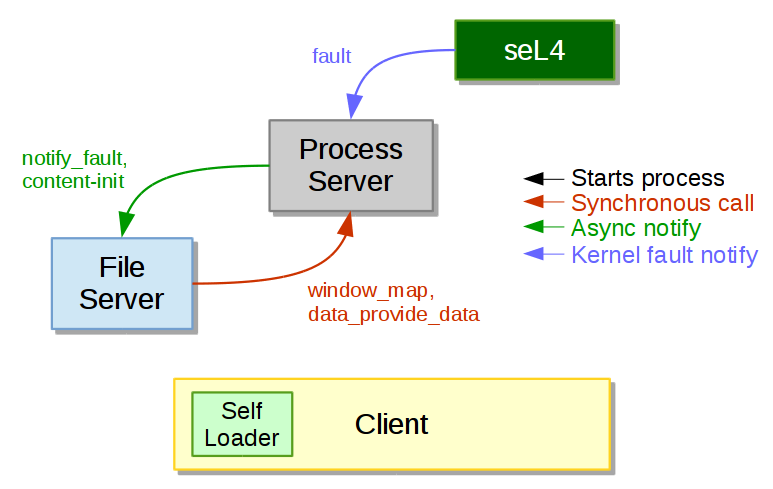 seL4
fault
Process
Server
notify_fault,
content-init
Starts process
Synchronous call
Async notify
Kernel fault notify
File
Server
window_map,
data_provide_data
Self
Loader
Client